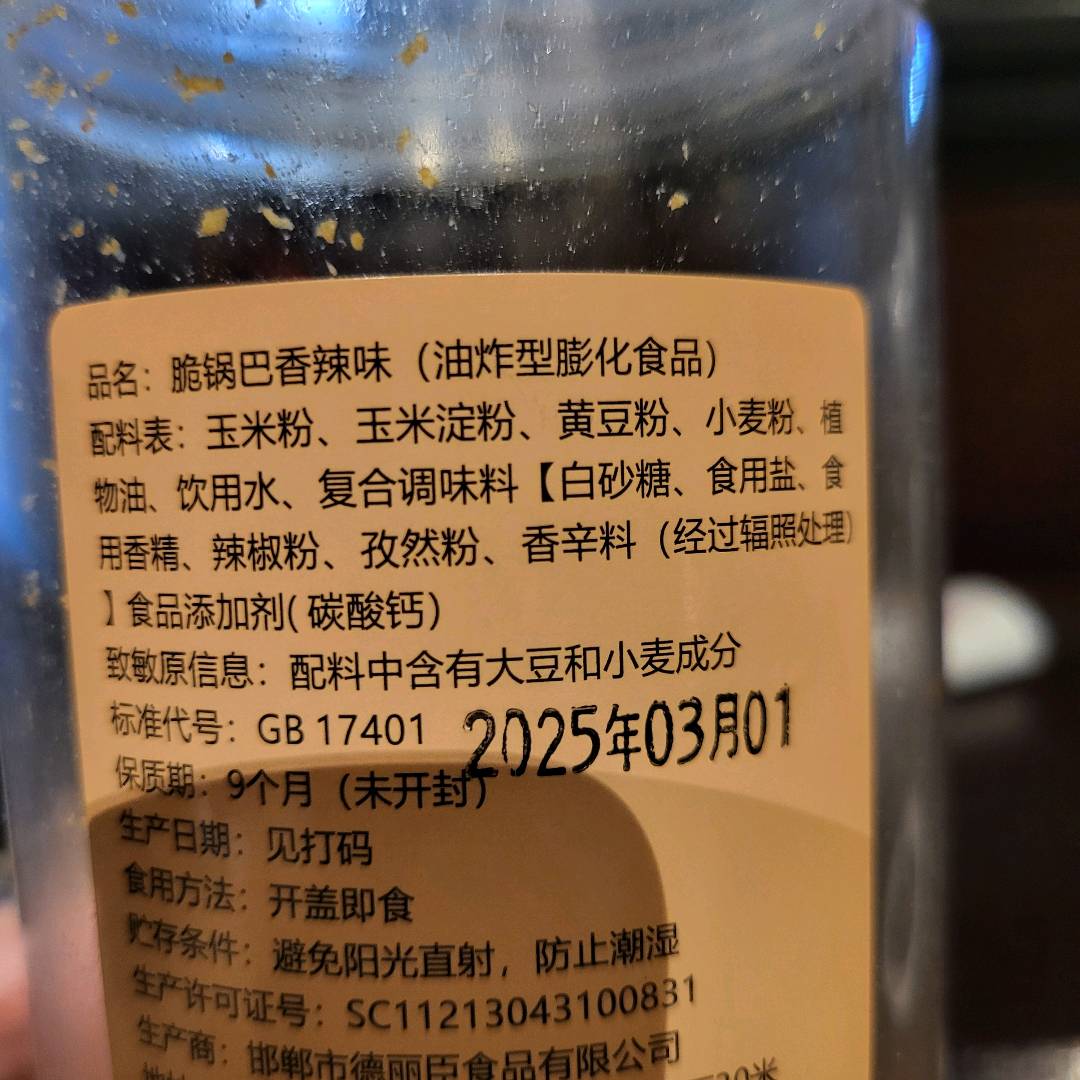 品名：脆锅巴香辣味（油炸型膨化食品）
配料表：玉米粉、玉米淀粉、黄豆粉、小麦粉、植
物油、饮用水、复合调味料【白砂糖、食用盐、食
用香精、辣椒粉、孜然粉、香辛料（经过辐照处理）
】食品添加剂(碳酸钙）
致敏原信息：配料中含有大豆和小麦成分
标准代号：GB 17401
2025年03月01
保质期：9个月（未开封）
生产日期：见打码
食用方法：开盖即食
贮存条件：避免阳光直射，防止潮湿
生产许可证号：SC11213043100831
生产商：邯郸市德丽臣食品有限公司